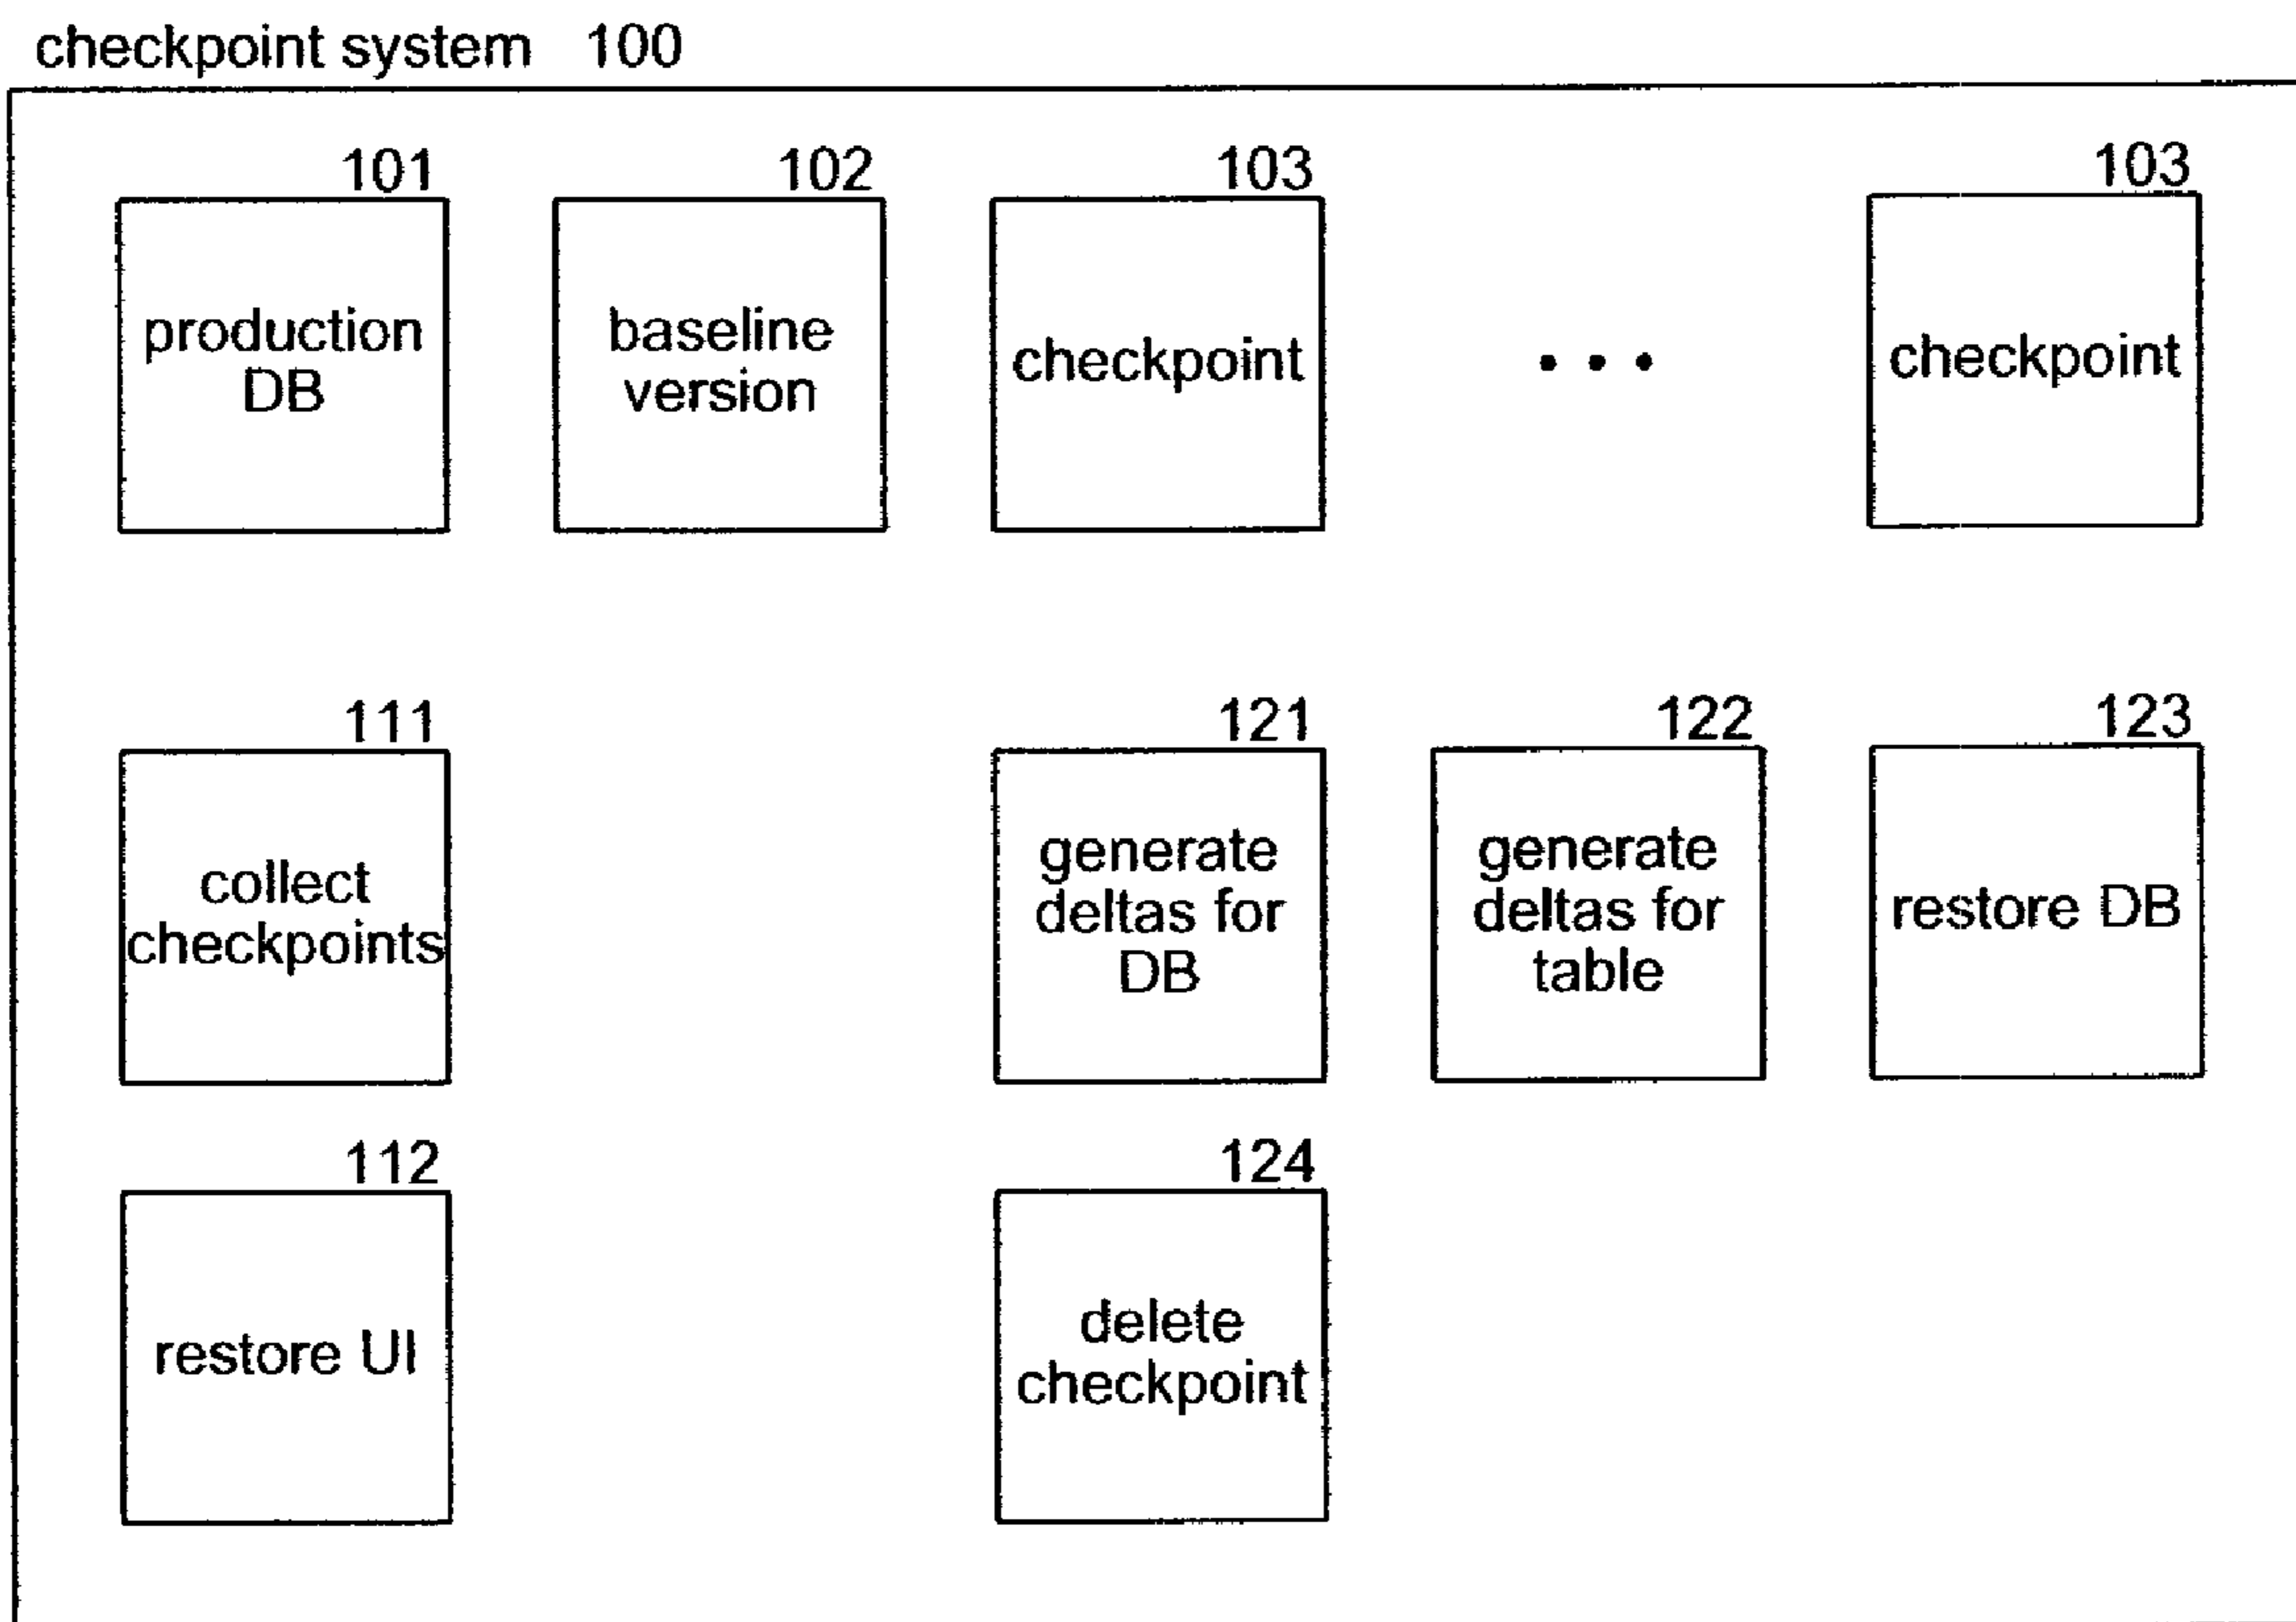 checkpoint system 100
101
production
DB
102
baseline
version
103
checkpoint
...
103
checkpoint
111
collect
checkpoints
121
generate
deltas for
DB
122
generate
deltas for
table
123
restore DB
112
restore UI
124
delete
checkpoint